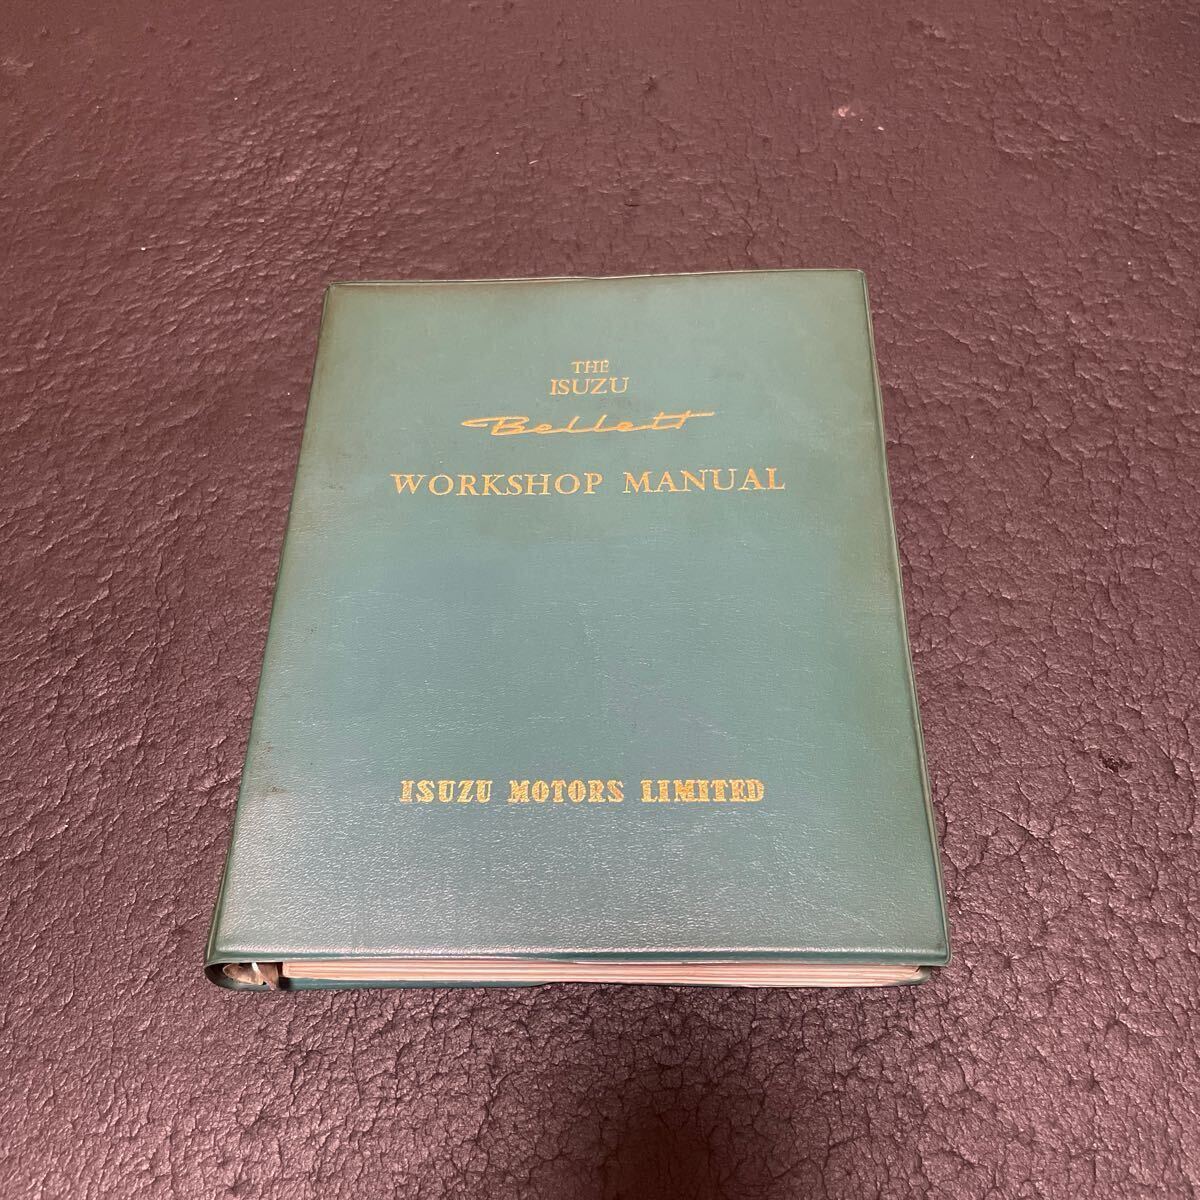 THE
ISUZU
Bellett
WORKSHOP MANUAL
ISUZU MOTORS LIMITED